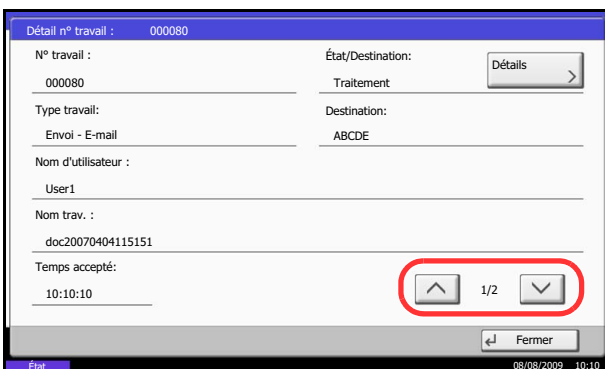 Détail n° travail : 000080
N° travail :
000080
État/Destination:
Traitement
Détails
Type travail:
Envoi - E-mail
Destination:
ABCDE
Nom d'utilisateur :
User1
Nom trav. :
doc20070404115151
Temps accepté:
10:10:10
1/2
Fermer
État
08/08/2009 10:10